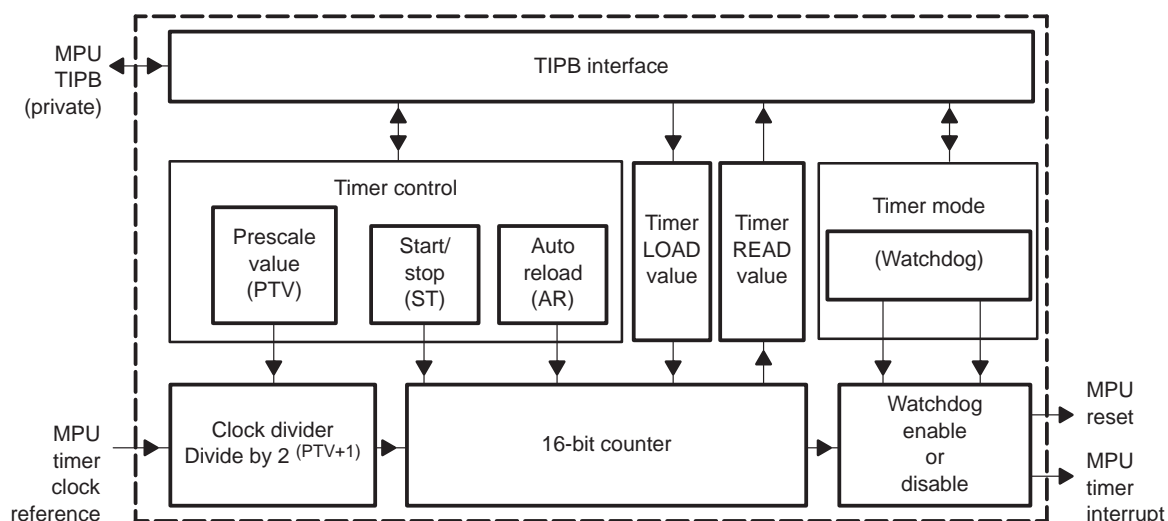 MPU
TIPB
(private)
TIPB interface
Timer control
Prescale
value
(PTV)
Start/
stop
(ST)
Auto
reload
(AR)
Timer
LOAD
value
Timer
READ
value
Timer mode
(Watchdog)
MPU
timer
clock
reference
Clock divider
Divide by 2 (PTV+1)
16-bit counter
Watchdog
enable
or
disable
MPU
reset
MPU
timer
interrupt